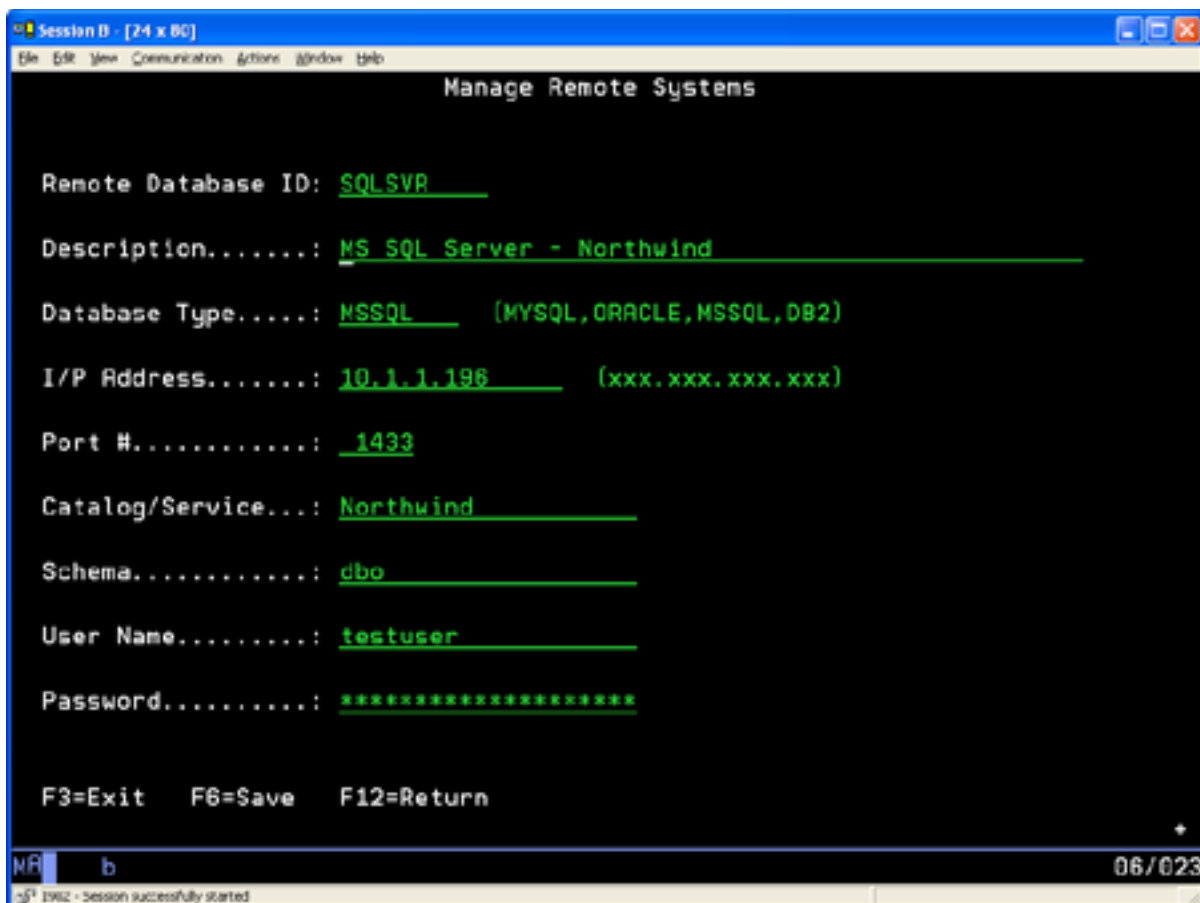 Session B - [24 x 80]
File Edit View Communication Actions Window Help
Manage Remote Systems
Remote Database ID: SQLSVR
Description.......: MS SQL Server - Northwind
Database Type.....: MSSQL (MYSQL,ORACLE,MSSQL,DB2)
I/P Address.......: 10.1.1.196 (xxx.xxx.xxx.xxx)
Port #............: 1433
Catalog/Service...: Northwind
Schema............: dbo
User Name.........: testuser
Password..........: ********************
F3=Exit F6=Save F12=Return
+
MA b 06/023
I902 - Session successfully started